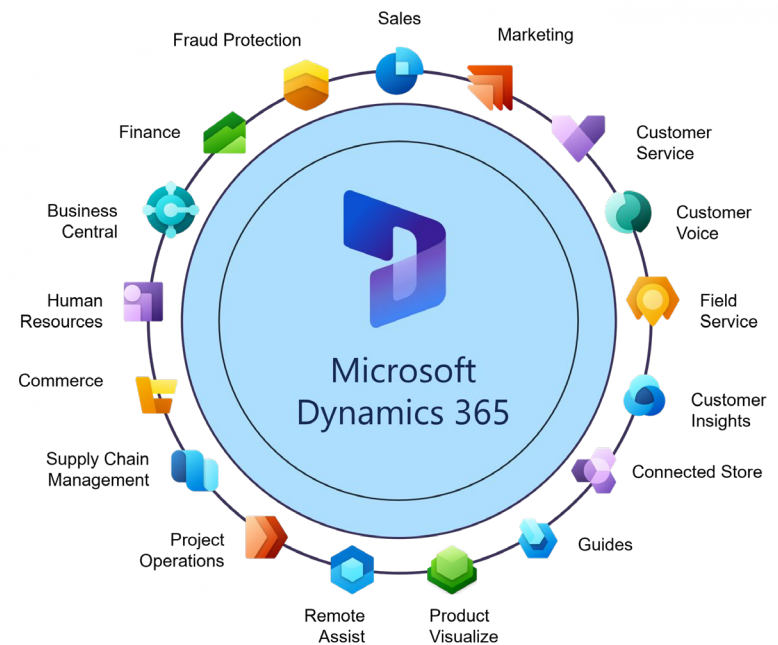 Sales
Marketing
Customer
Service
Customer
Voice
Field
Service
Customer
Insights
Connected Store
Guides
Product
Visualize
Remote
Assist
Project
Operations
Supply Chain
Management
Commerce
Human
Resources
Business
Central
Finance
Fraud Protection
Microsoft
Dynamics 365